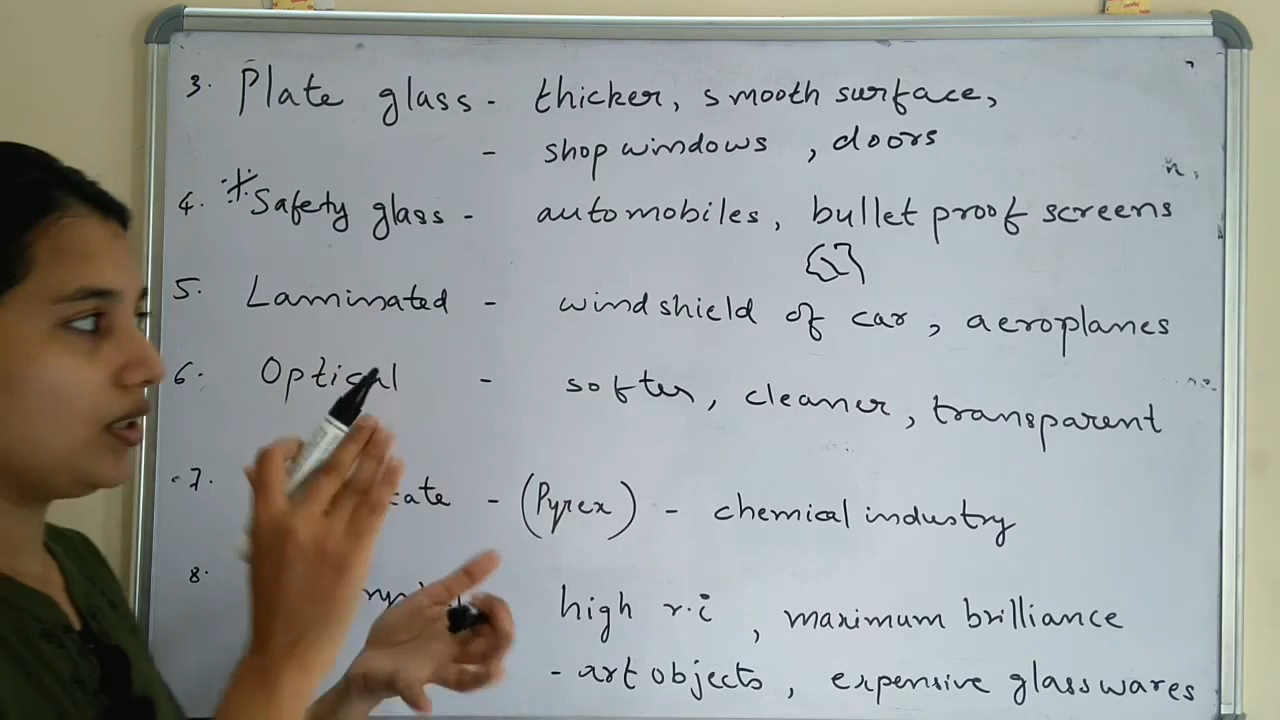 3. Plate glass - thicker, smooth surface,
- shop windows, doors
4. *Safety glass - automobiles, bullet proof screens
5. Laminated - windshield of car, aeroplanes
6. Optical - softer, cleaner, transparent
7. - (Pyrex) - chemical industry
8. high r.i, maximum brilliance
- art objects, expensive glass wares